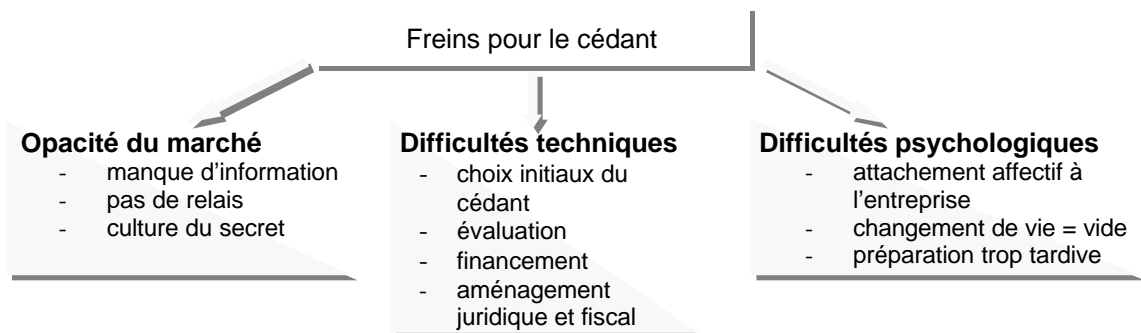 Freins pour le cédant
Opacité du marché
- manque d’information
- pas de relais
- culture du secret
Difficultés techniques
- choix initiaux du
cédant
- évaluation
- financement
- aménagement
juridique et fiscal
Difficultés psychologiques
- attachement affectif à
l’entreprise
- changement de vie = vide
- préparation trop tardive